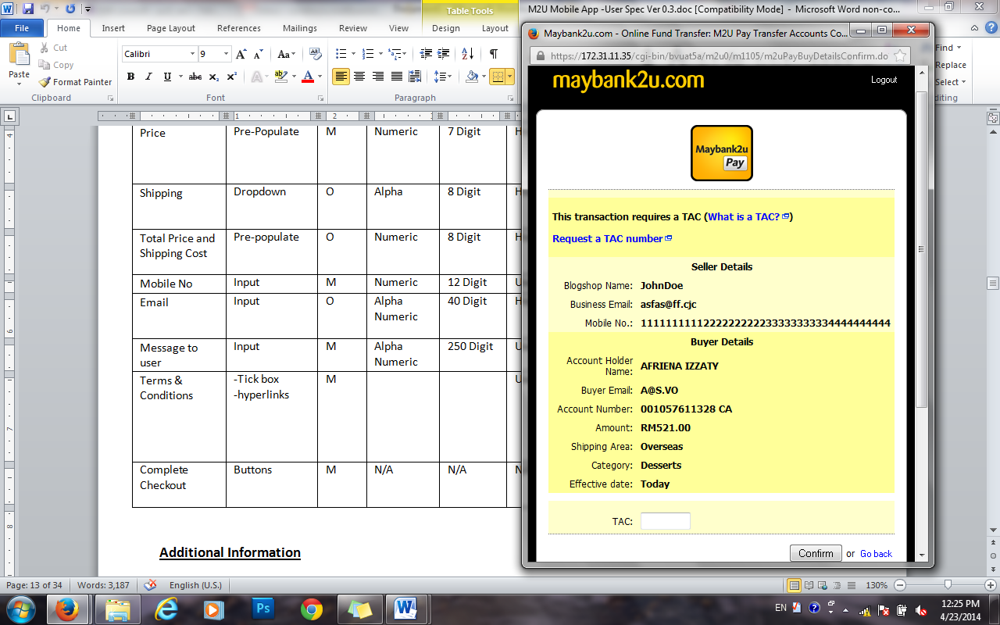 Table Tools
M2U Mobile App -User Spec Ver 0.3.doc [Compatibility Mode] - Microsoft Word non-co...
File
Home
Insert
Page Layout
References
Mailings
Review
View
Design
Layout
Paste
Cut
Copy
Format Painter
Clipboard
Calibri
9
Font
Paragraph
Find
Replace
Select
diting
Price Pre-Populate M Numeric 7 Digit H
Shipping Dropdown O Alpha 8 Digit H
Total Price and Pre-populate O Numeric 8 Digit H
Shipping Cost
Mobile No Input M Numeric 12 Digit U
Email Input O Alpha 40 Digit H
Numeric
Message to Input M Alpha 250 Digit U
user Numeric
Terms & -Tick box M U
Conditions -hyperlinks
Complete Buttons M N/A N/A N
Checkout
Additional Information
Maybank2u.com - Online Fund Transfer: M2U Pay Transfer Accounts Co...
https://172.31.11.35/cgi-bin/bvuat5a/m2u0/m1105/m2uPayBuyDetailsConfirm.do
maybank2u.com
Logout
Maybank2u
Pay
This transaction requires a TAC (What is a TAC? )
Request a TAC number
Seller Details
Blogshop Name: JohnDoe
Business Email: asfas@ff.cjc
Mobile No.: 1111111111222222222233333333334444444444
Buyer Details
Account Holder
Name: AFRIENA IZZATY
Buyer Email: A@S.VO
Account Number: 001057611328 CA
Amount: RM521.00
Shipping Area: Overseas
Category: Desserts
Effective date: Today
TAC:
Confirm or Go back
Page: 13 of 34
Words: 3,187
English (U.S.)
130%
EN
12:25 PM
4/23/2014